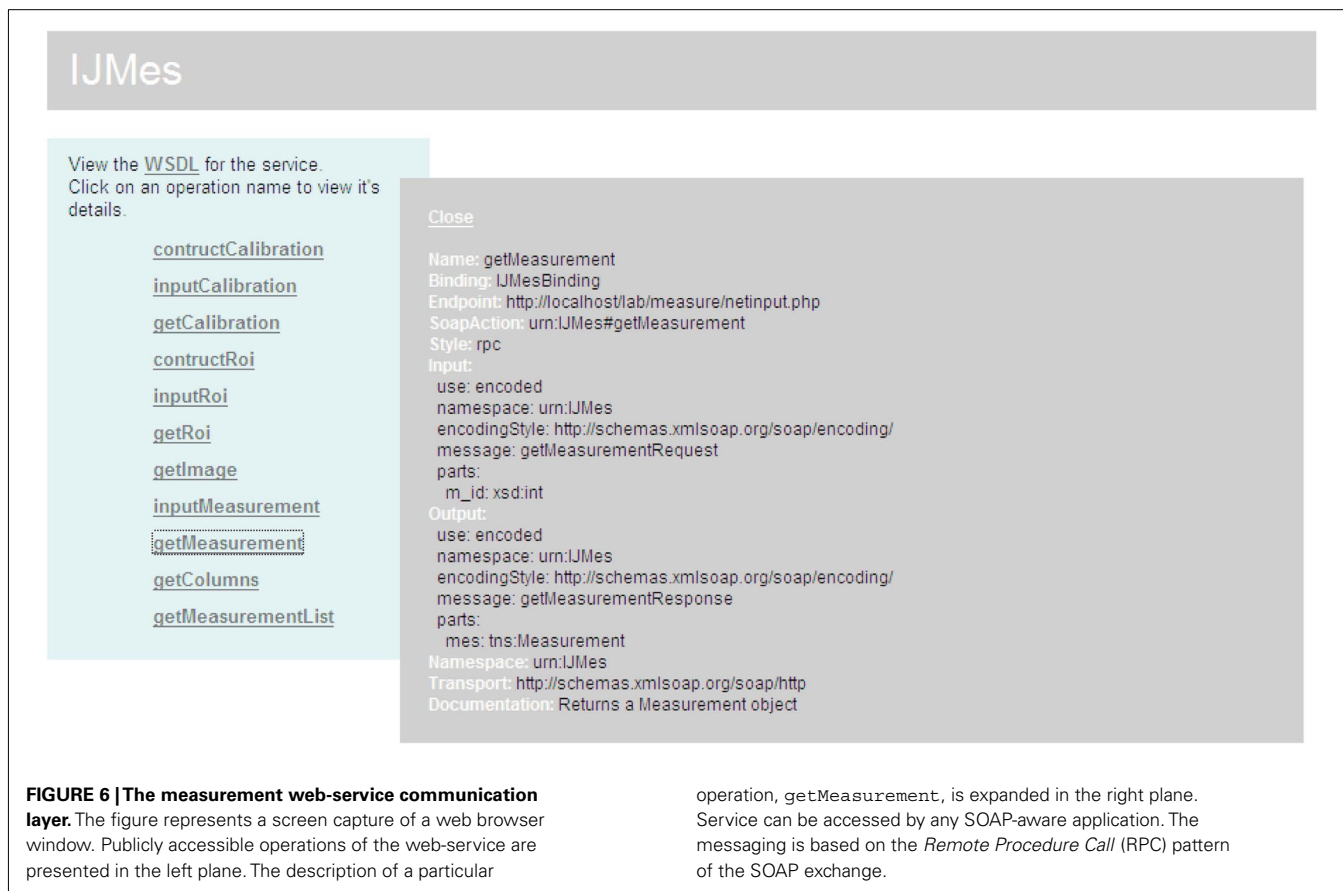 IJMes
View the WSDL for the service.
Click on an operation name to view it's
details.
contructCalibration
inputCalibration
getCalibration
contructRoi
inputRoi
getRoi
getImage
inputMeasurement
getMeasurement
getColumns
getMeasurementList
Close
Name: getMeasurement
Binding: IJMesBinding
Endpoint: http://localhost/lab/measure/netinput.php
SoapAction: urn:IJMes#getMeasurement
Style: rpc
Input:
use: encoded
namespace: urn:IJMes
encodingStyle: http://schemas.xmlsoap.org/soap/encoding/
message: getMeasurementRequest
parts:
m_id: xsd:int
Output:
use: encoded
namespace: urn:IJMes
encodingStyle: http://schemas.xmlsoap.org/soap/encoding/
message: getMeasurementResponse
parts:
mes: tns:Measurement
Namespace: urn:IJMes
Transport: http://schemas.xmlsoap.org/soap/http
Documentation: Returns a Measurement object
FIGURE 6 | The measurement web-service communication
layer. The figure represents a screen capture of a web browser
window. Publicly accessible operations of the web-service are
presented in the left plane. The description of a particular
operation, getMeasurement, is expanded in the right plane.
Service can be accessed by any SOAP-aware application. The
messaging is based on the Remote Procedure Call (RPC) pattern
of the SOAP exchange.